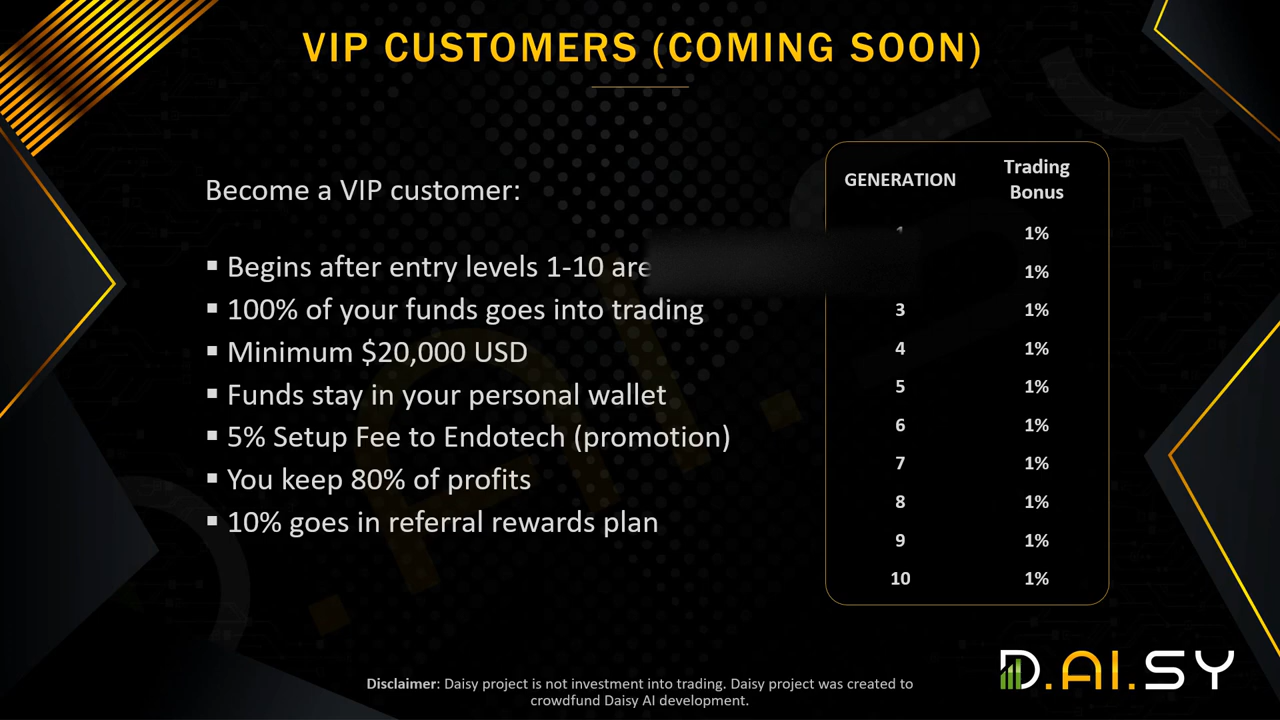 VIP CUSTOMERS (COMING SOON)
Become a VIP customer:
▪ Begins after entry levels 1-10 are
▪ 100% of your funds goes into trading
▪ Minimum $20,000 USD
▪ Funds stay in your personal wallet
▪ 5% Setup Fee to Endotech (promotion)
▪ You keep 80% of profits
▪ 10% goes in referral rewards plan
GENERATION Trading Bonus
1%
1%
3 1%
4 1%
5 1%
6 1%
7 1%
8 1%
9 1%
10 1%
Disclaimer: Daisy project is not investment into trading. Daisy project was created to
crowdfund Daisy AI development.
D.AI.SY